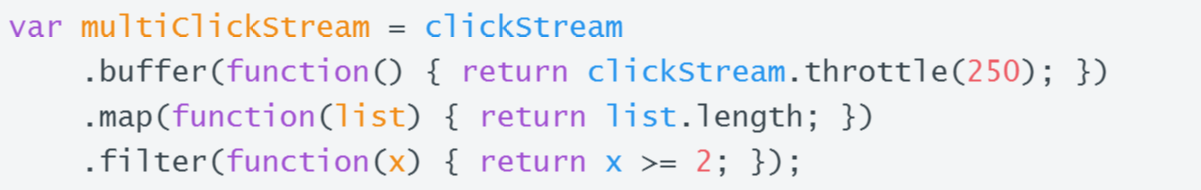 var multiClickStream = clickStream
    .buffer(function() { return clickStream.throttle(250); })
    .map(function(list) { return list.length; })
    .filter(function(x) { return x >= 2; });